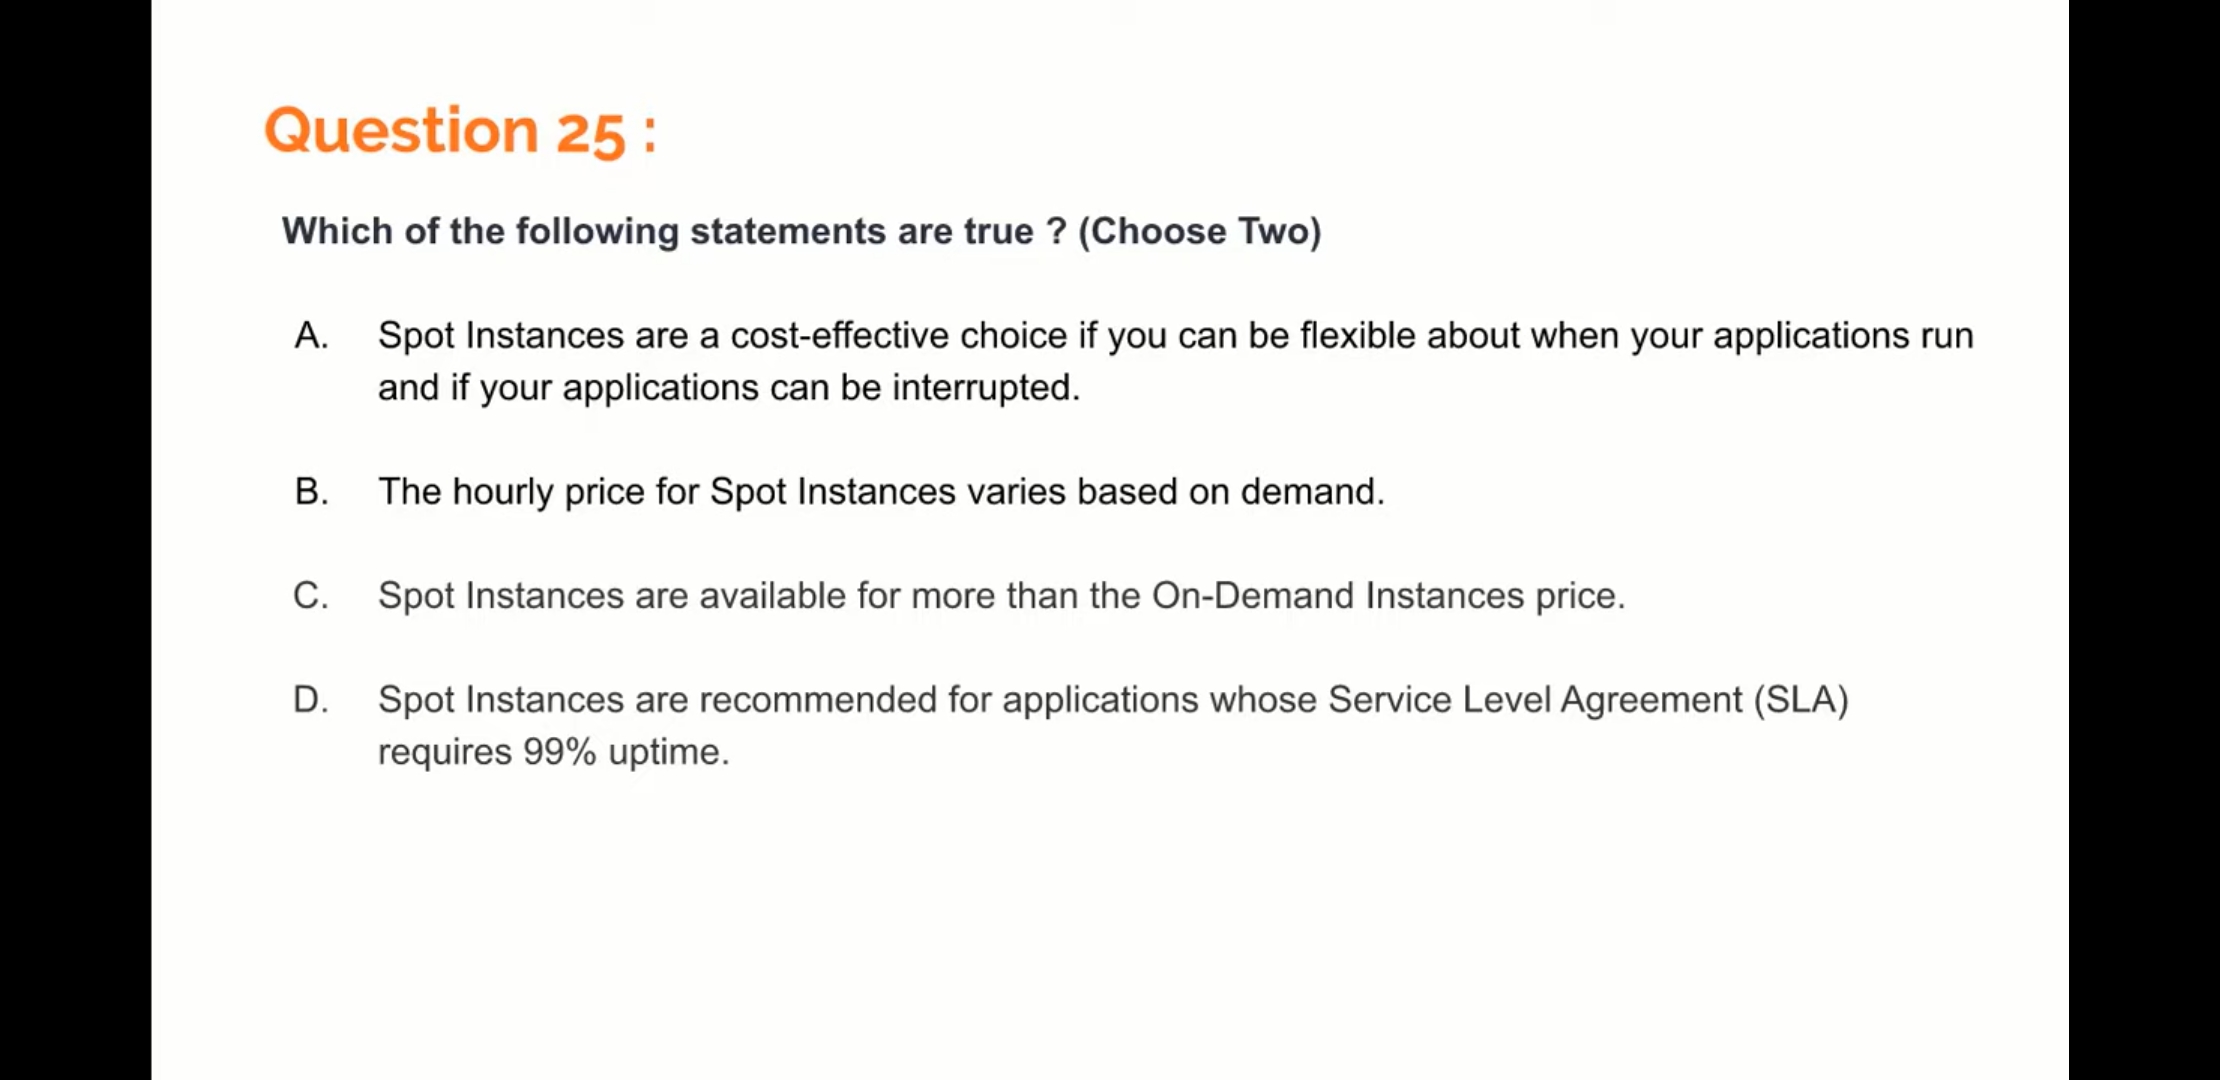 Question 25 :
Which of the following statements are true ? (Choose Two)
A. Spot Instances are a cost-effective choice if you can be flexible about when your applications run
and if your applications can be interrupted.
B. The hourly price for Spot Instances varies based on demand.
C. Spot Instances are available for more than the On-Demand Instances price.
D. Spot Instances are recommended for applications whose Service Level Agreement (SLA)
requires 99% uptime.